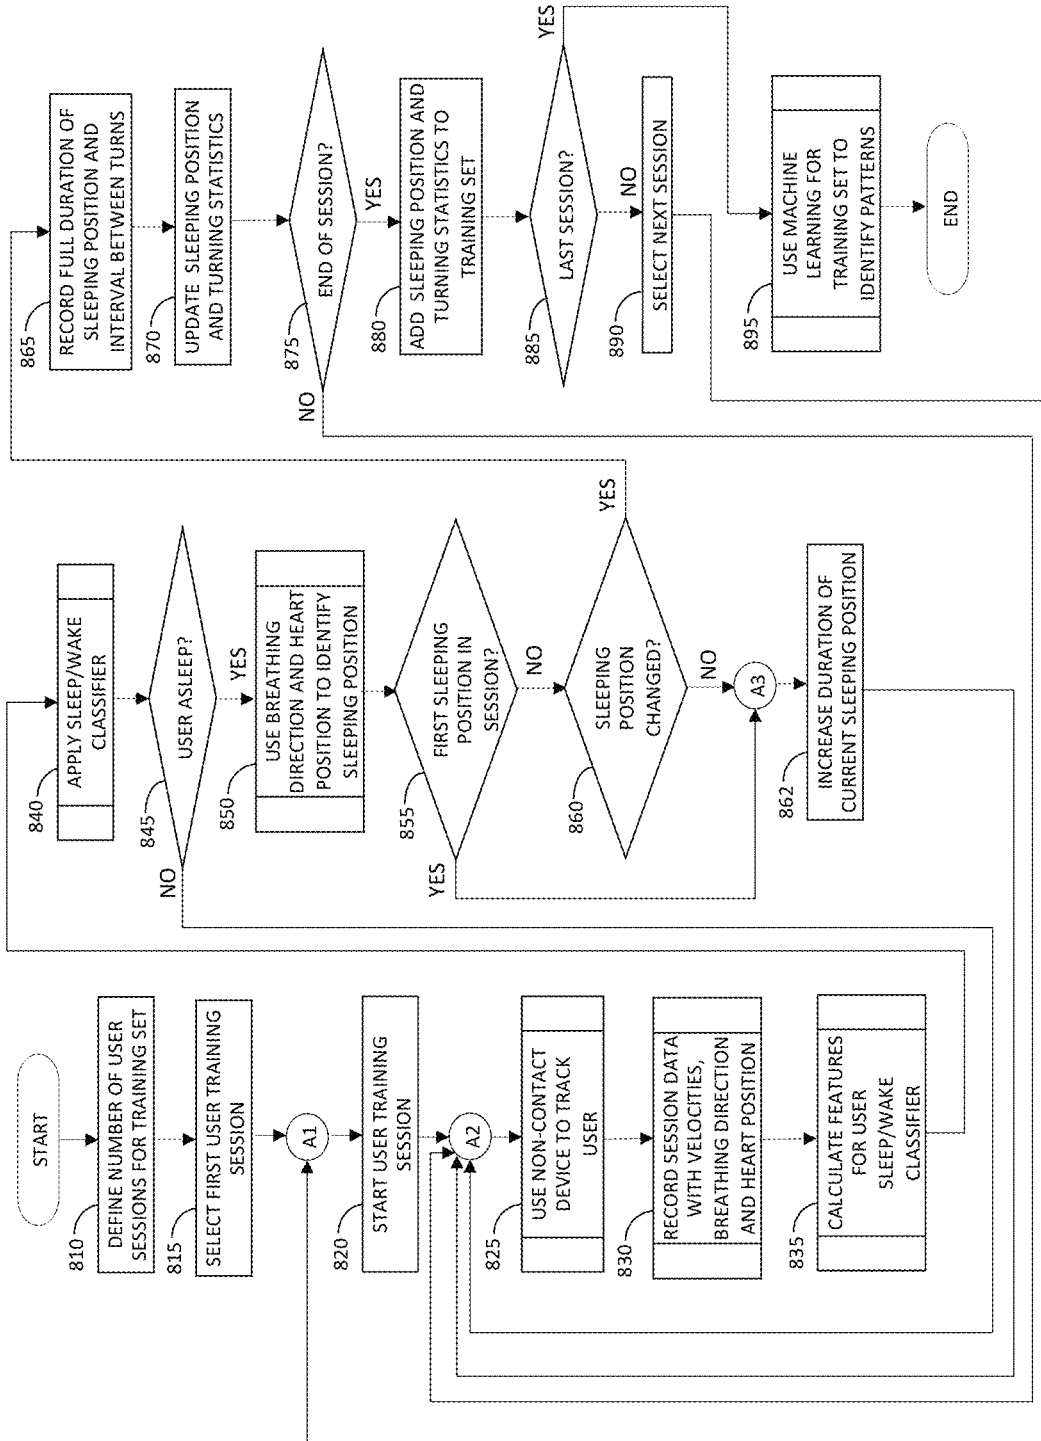 START
810
DEFINE NUMBER OF USER
SESSIONS FOR TRAINING SET
815
SELECT FIRST USER TRAINING
SESSION
A1
820
START USER TRAINING
SESSION
A2
825
USE NON-CONTACT
DEVICE TO TRACK
USER
830
RECORD SESSION DATA
WITH VELOCITIES,
BREATHING DIRECTION
AND HEART POSITION
835
CALCULATE FEATURES
FOR USER
SLEEP/WAKE
CLASSIFIER
840
APPLY SLEEP/WAKE
CLASSIFIER
845
USER ASLEEP?
NO
YES
850
USE BREATHING
DIRECTION AND HEART
POSITION TO IDENTIFY
SLEEPING POSITION
855
FIRST SLEEPING
POSITION IN
SESSION?
YES
NO
860
SLEEPING
POSITION
CHANGED?
YES
NO
A3
862
INCREASE DURATION OF
CURRENT SLEEPING POSITION
865
RECORD FULL DURATION OF
SLEEPING POSITION AND
INTERVAL BETWEEN TURNS
870
UPDATE SLEEPING POSITION
AND TURNING STATISTICS
875
END OF SESSION?
NO
YES
880
ADD SLEEPING POSITION AND
TURNING STATISTICS TO
TRAINING SET
885
LAST SESSION?
YES
NO
890
SELECT NEXT SESSION
895
USE MACHINE
LEARNING FOR
TRAINING SET TO
IDENTIFY PATTERNS
END